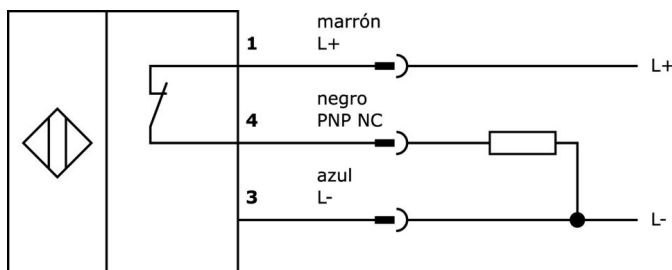 marrón
1 L+
L+
negro
4 PNP NC
azul
3 L-
L-